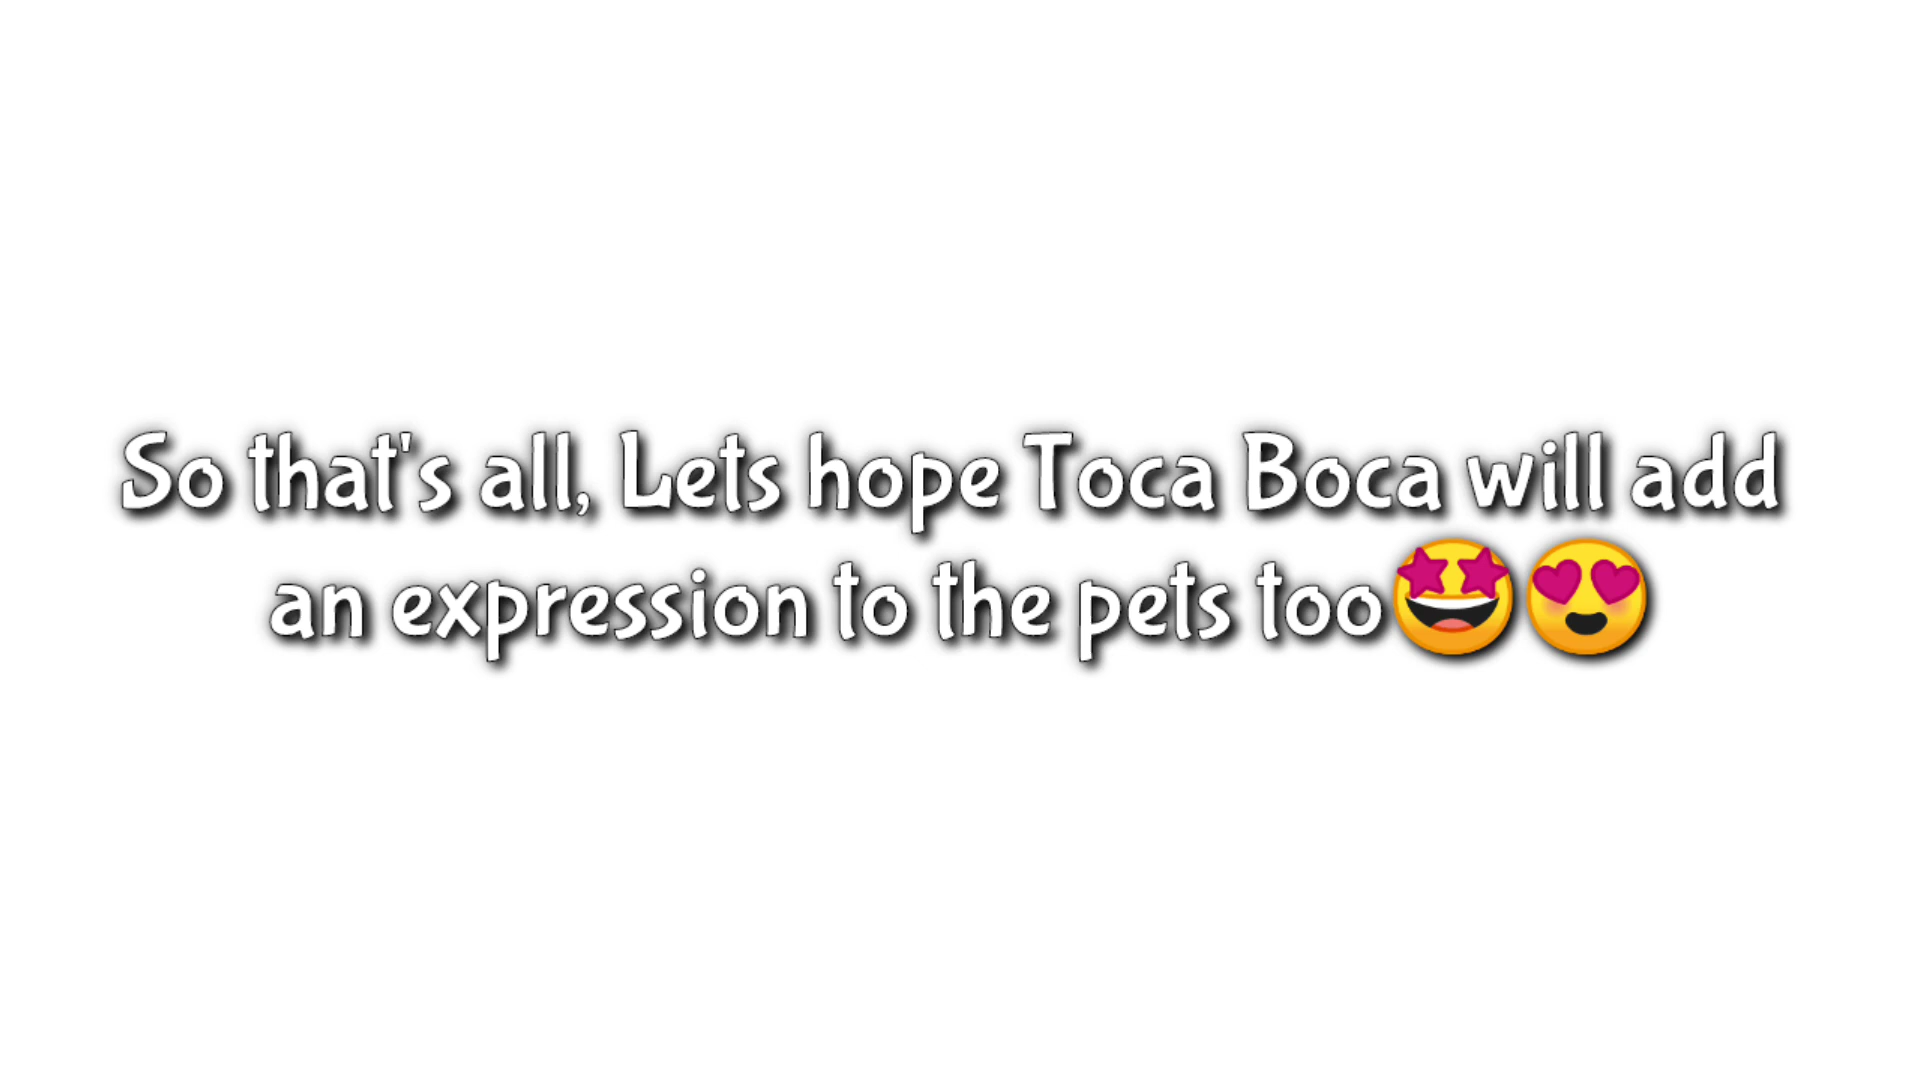 So that's all, Lets hope Toca Boca will add
an expression to the pets too🤩😍